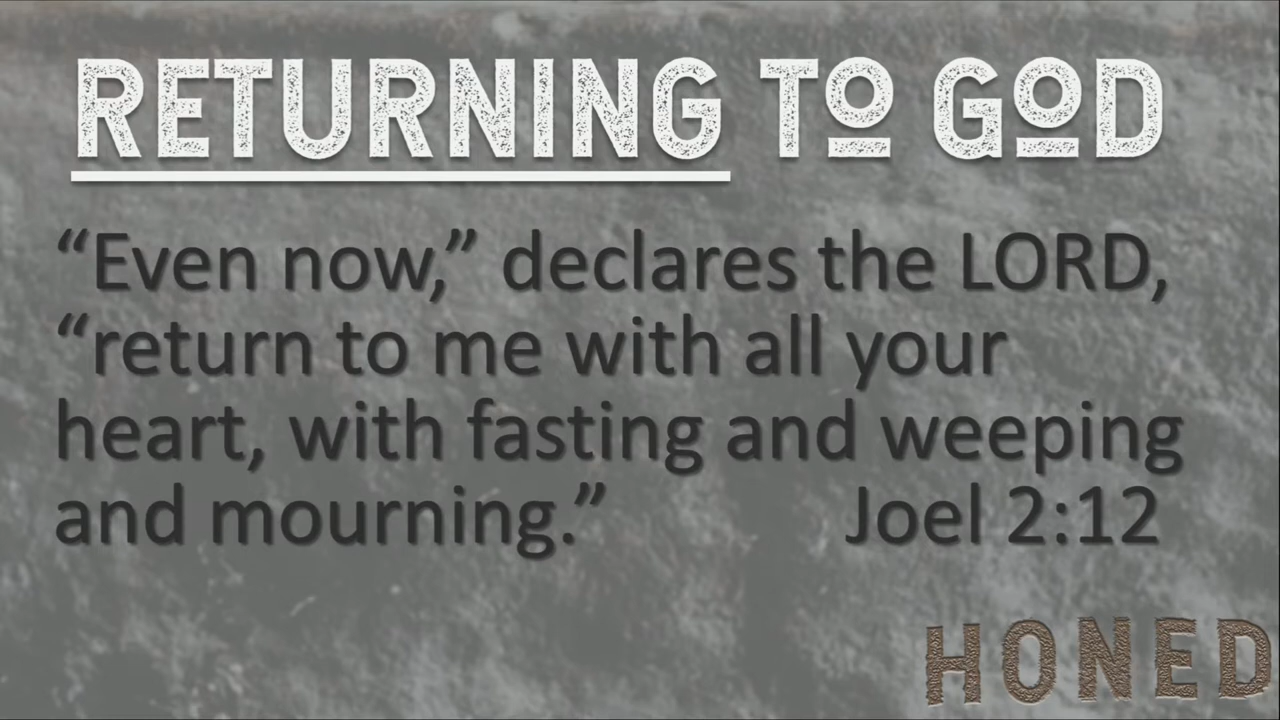 RETURNING TO GOD
“Even now,” declares the LORD,
“return to me with all your
heart, with fasting and weeping
and mourning.” Joel 2:12
HONED